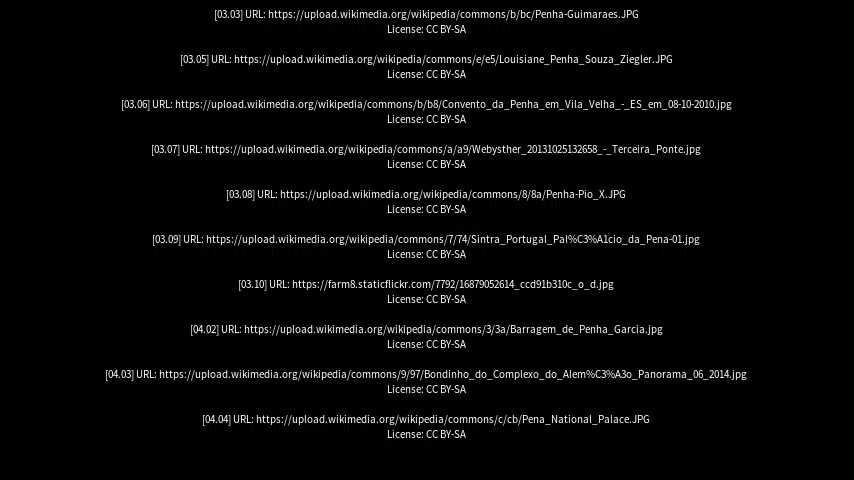 [03.03] URL: https://upload.wikimedia.org/wikipedia/commons/b/bc/Penha-Guimaraes.JPG
License: CC BY-SA
[03.05] URL: https://upload.wikimedia.org/wikipedia/commons/e/e5/Louisiane_Penha_Souza_Ziegler.JPG
License: CC BY-SA
[03.06] URL: https://upload.wikimedia.org/wikipedia/commons/b/b8/Convento_da_Penha_em_Vila_Velha_-_ES_em_08-10-2010.jpg
License: CC BY-SA
[03.07] URL: https://upload.wikimedia.org/wikipedia/commons/a/a9/Webysther_20131025132658_-_Terceira_Ponte.jpg
License: CC BY-SA
[03.08] URL: https://upload.wikimedia.org/wikipedia/commons/8/8a/Penha-Pio_X.JPG
License: CC BY-SA
[03.09] URL: https://upload.wikimedia.org/wikipedia/commons/7/74/Sintra_Portugal_Pal%C3%A1cio_da_Pena-01.jpg
License: CC BY-SA
[03.10] URL: https://farm8.staticflickr.com/7792/16879052614_ccd91b310c_o_d.jpg
License: CC BY-SA
[04.02] URL: https://upload.wikimedia.org/wikipedia/commons/3/3a/Barragem_de_Penha_Garcia.jpg
License: CC BY-SA
[04.03] URL: https://upload.wikimedia.org/wikipedia/commons/9/97/Bondinho_do_Complexo_do_Alem%C3%A3o_Panorama_06_2014.jpg
License: CC BY-SA
[04.04] URL: https://upload.wikimedia.org/wikipedia/commons/c/cb/Pena_National_Palace.JPG
License: CC BY-SA